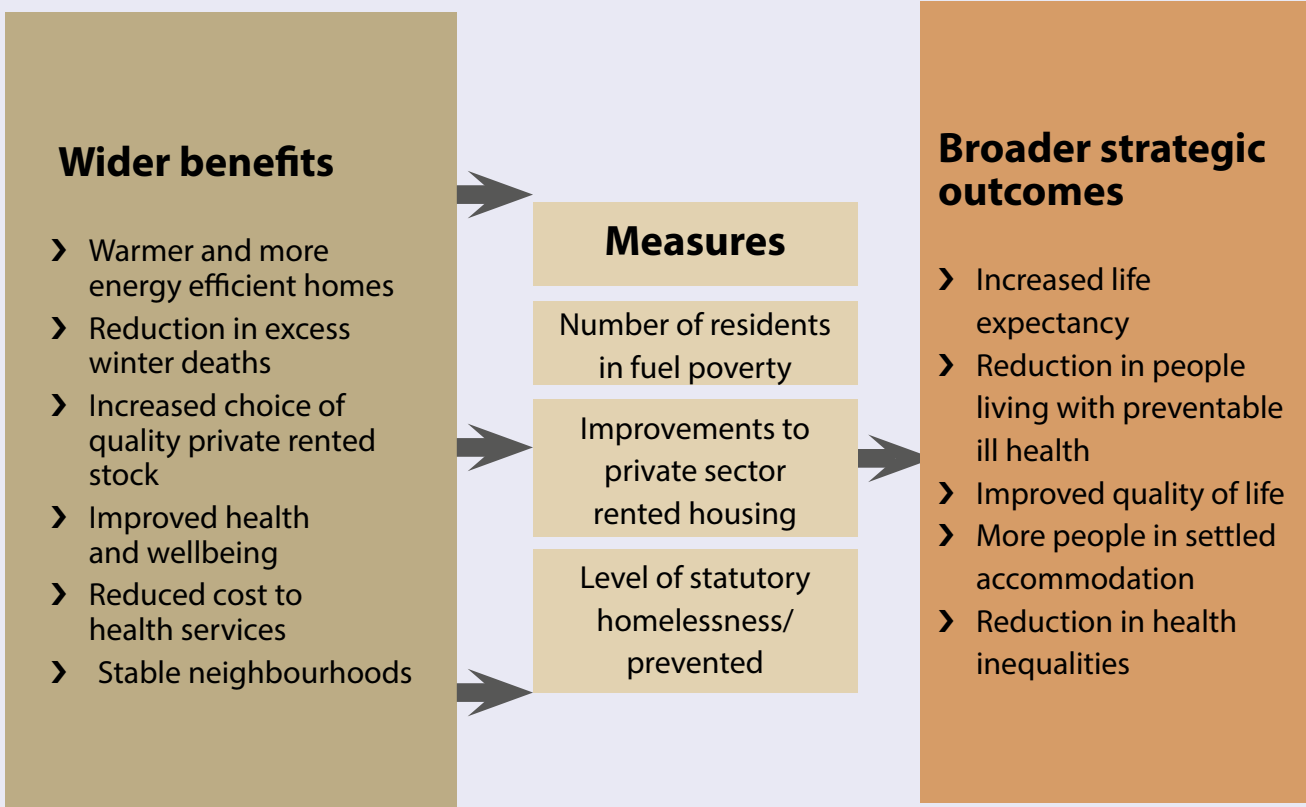 Wider benefits
❯ Warmer and more
energy efficient homes
❯ Reduction in excess
winter deaths
❯ Increased choice of
quality private rented
stock
❯ Improved health
and wellbeing
❯ Reduced cost to
health services
❯ Stable neighbourhoods
Measures
Number of residents
in fuel poverty
Improvements to
private sector
rented housing
Level of statutory
homelessness/
prevented
Broader strategic
outcomes
❯ Increased life
expectancy
❯ Reduction in people
living with preventable
ill health
❯ Improved quality of life
❯ More people in settled
accommodation
❯ Reduction in health
inequalities